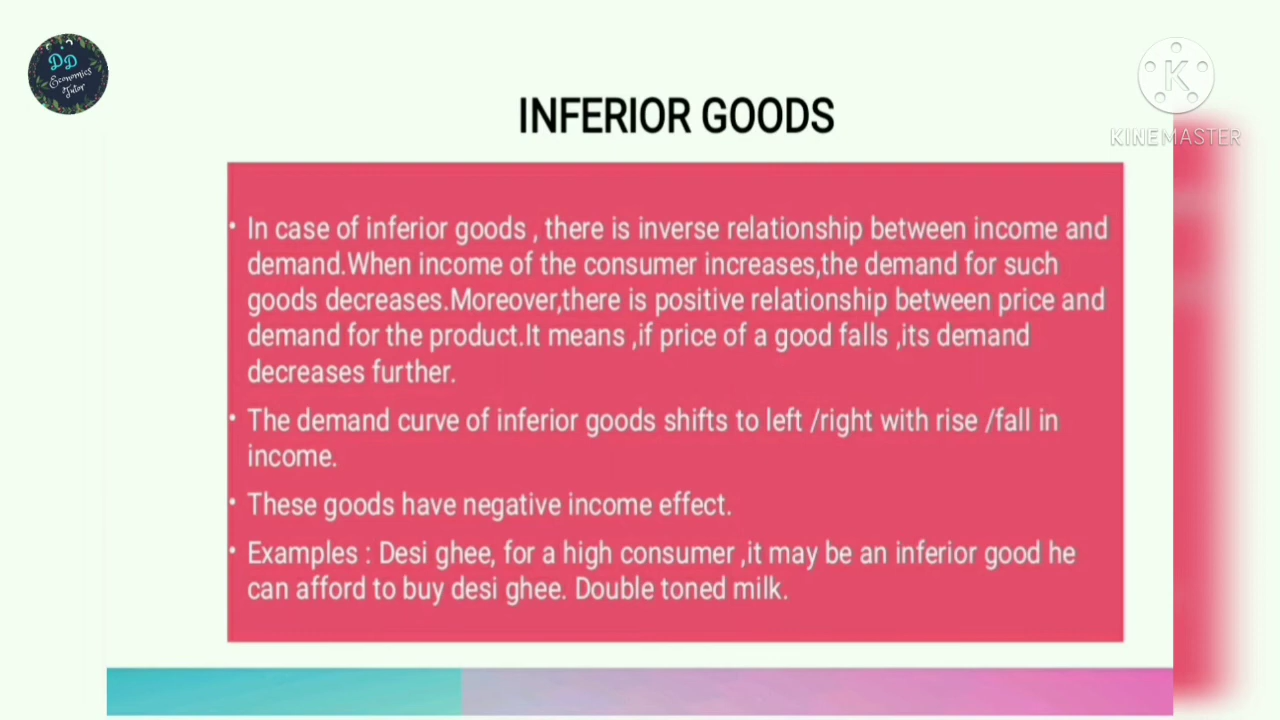 DD
Economics
Tutor
KINEMASTER
INFERIOR GOODS
• In case of inferior goods , there is inverse relationship between income and
demand.When income of the consumer increases,the demand for such
goods decreases.Moreover,there is positive relationship between price and
demand for the product.It means ,if price of a good falls ,its demand
decreases further.
• The demand curve of inferior goods shifts to left /right with rise /fall in
income.
• These goods have negative income effect.
• Examples : Desi ghee, for a high consumer ,it may be an inferior good he
can afford to buy desi ghee. Double toned milk.